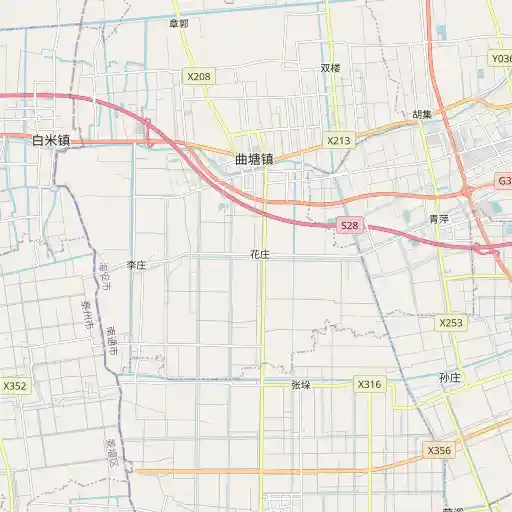 章郭
X208
双楼
Y036
胡集
X213
白米镇
曲塘镇
G3
青萍
S28
花庄
李庄
海安市
泰州市
南通市
X253
孙庄
X352
张垛
X316
姜堰区
X356